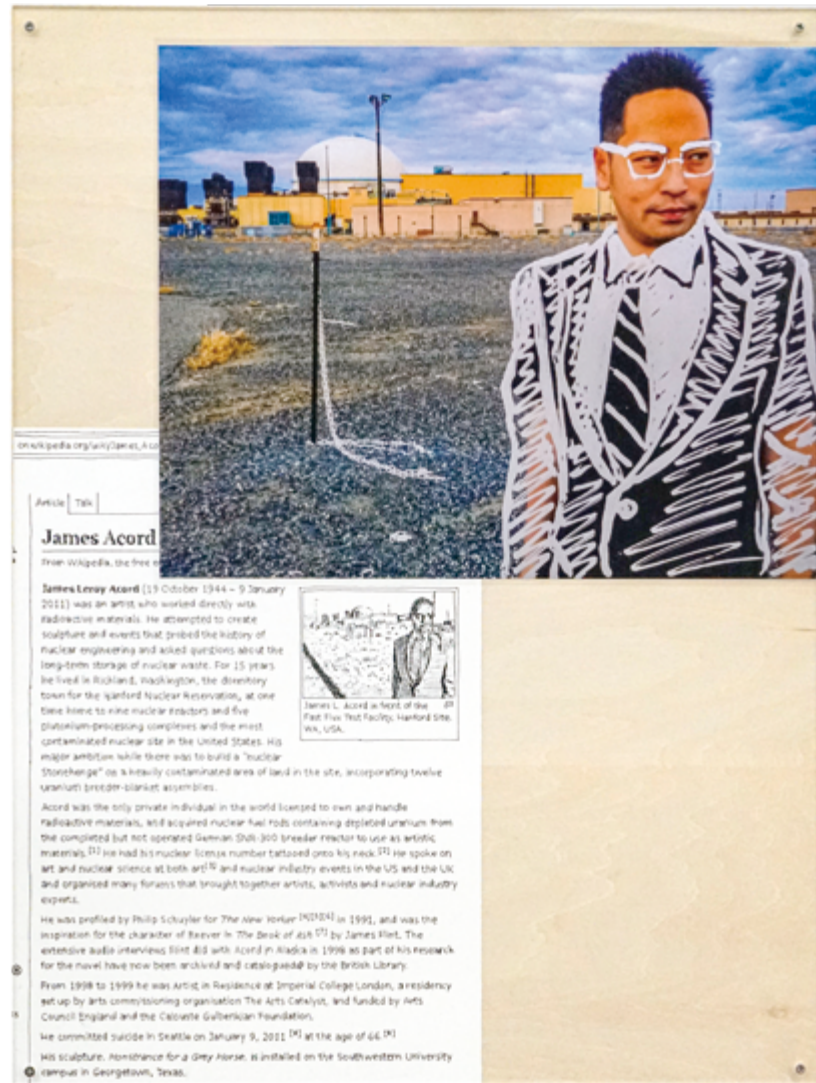 en.wikipedia.org/wiki/James_Aco
Article Talk
James Acord
From Wikipedia, the free e
James Leroy Acord (19 October 1944 – 9 January
2011) was an artist who worked directly with
radioactive materials. He attempted to create
sculpture and events that probed the history of
nuclear engineering and asked questions about the
long-term storage of nuclear waste. For 15 years
he lived in Richland, Washington, the dormitory
town for the Hanford Nuclear Reservation, at one
time home to nine nuclear reactors and five
plutonium-processing complexes and the most
contaminated nuclear site in the United States. His
major ambition while there was to build a "nuclear
Stonehenge" on a heavily contaminated area of land in the site, incorporating twelve
uranium breeder-blanket assemblies.
James L. Acord in front of the
Fast Flux Test Facility, Hanford Site,
WA, USA.
Acord was the only private individual in the world licensed to own and handle
radioactive materials, and acquired nuclear fuel rods containing depleted uranium from
the completed but not operated German SNR-300 breeder reactor to use as artistic
materials.[1] He had his nuclear license number tattooed onto his neck.[2] He spoke on
art and nuclear science at both art[3] and nuclear industry events in the US and the UK
and organised many forums that brought together artists, activists and nuclear industry
experts.
He was profiled by Philip Schuyler for The New Yorker [4][5][6] in 1991, and was the
inspiration for the character of Reever in The Book of Ash [7] by James Flint. The
extensive audio interviews Flint did with Acord in Alaska in 1998 as part of his research
for the novel have now been archived and catalogued by the British Library.
From 1998 to 1999 he was Artist in Residence at Imperial College London, a residency
set up by arts commissioning organisation The Arts Catalyst, and funded by Arts
Council England and the Calouste Gulbenkian Foundation.
He committed suicide in Seattle on January 9, 2011 [8] at the age of 66.[8]
His sculpture, Monstrance for a Grey Horse, is installed on the Southwestern University
campus in Georgetown, Texas.